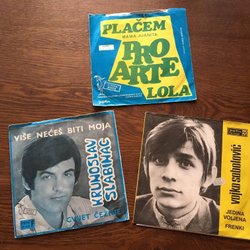 PLAČEM
MAMA JUANITA
PRO
ARTE
LOLA
VIŠE NEĆEŠ BITI MOJA
KRUNOSLAV
SLABINAC
CVIJET ČEŽNJE
vojko sabolović
JEDINA
VOLJENA
FRENKI